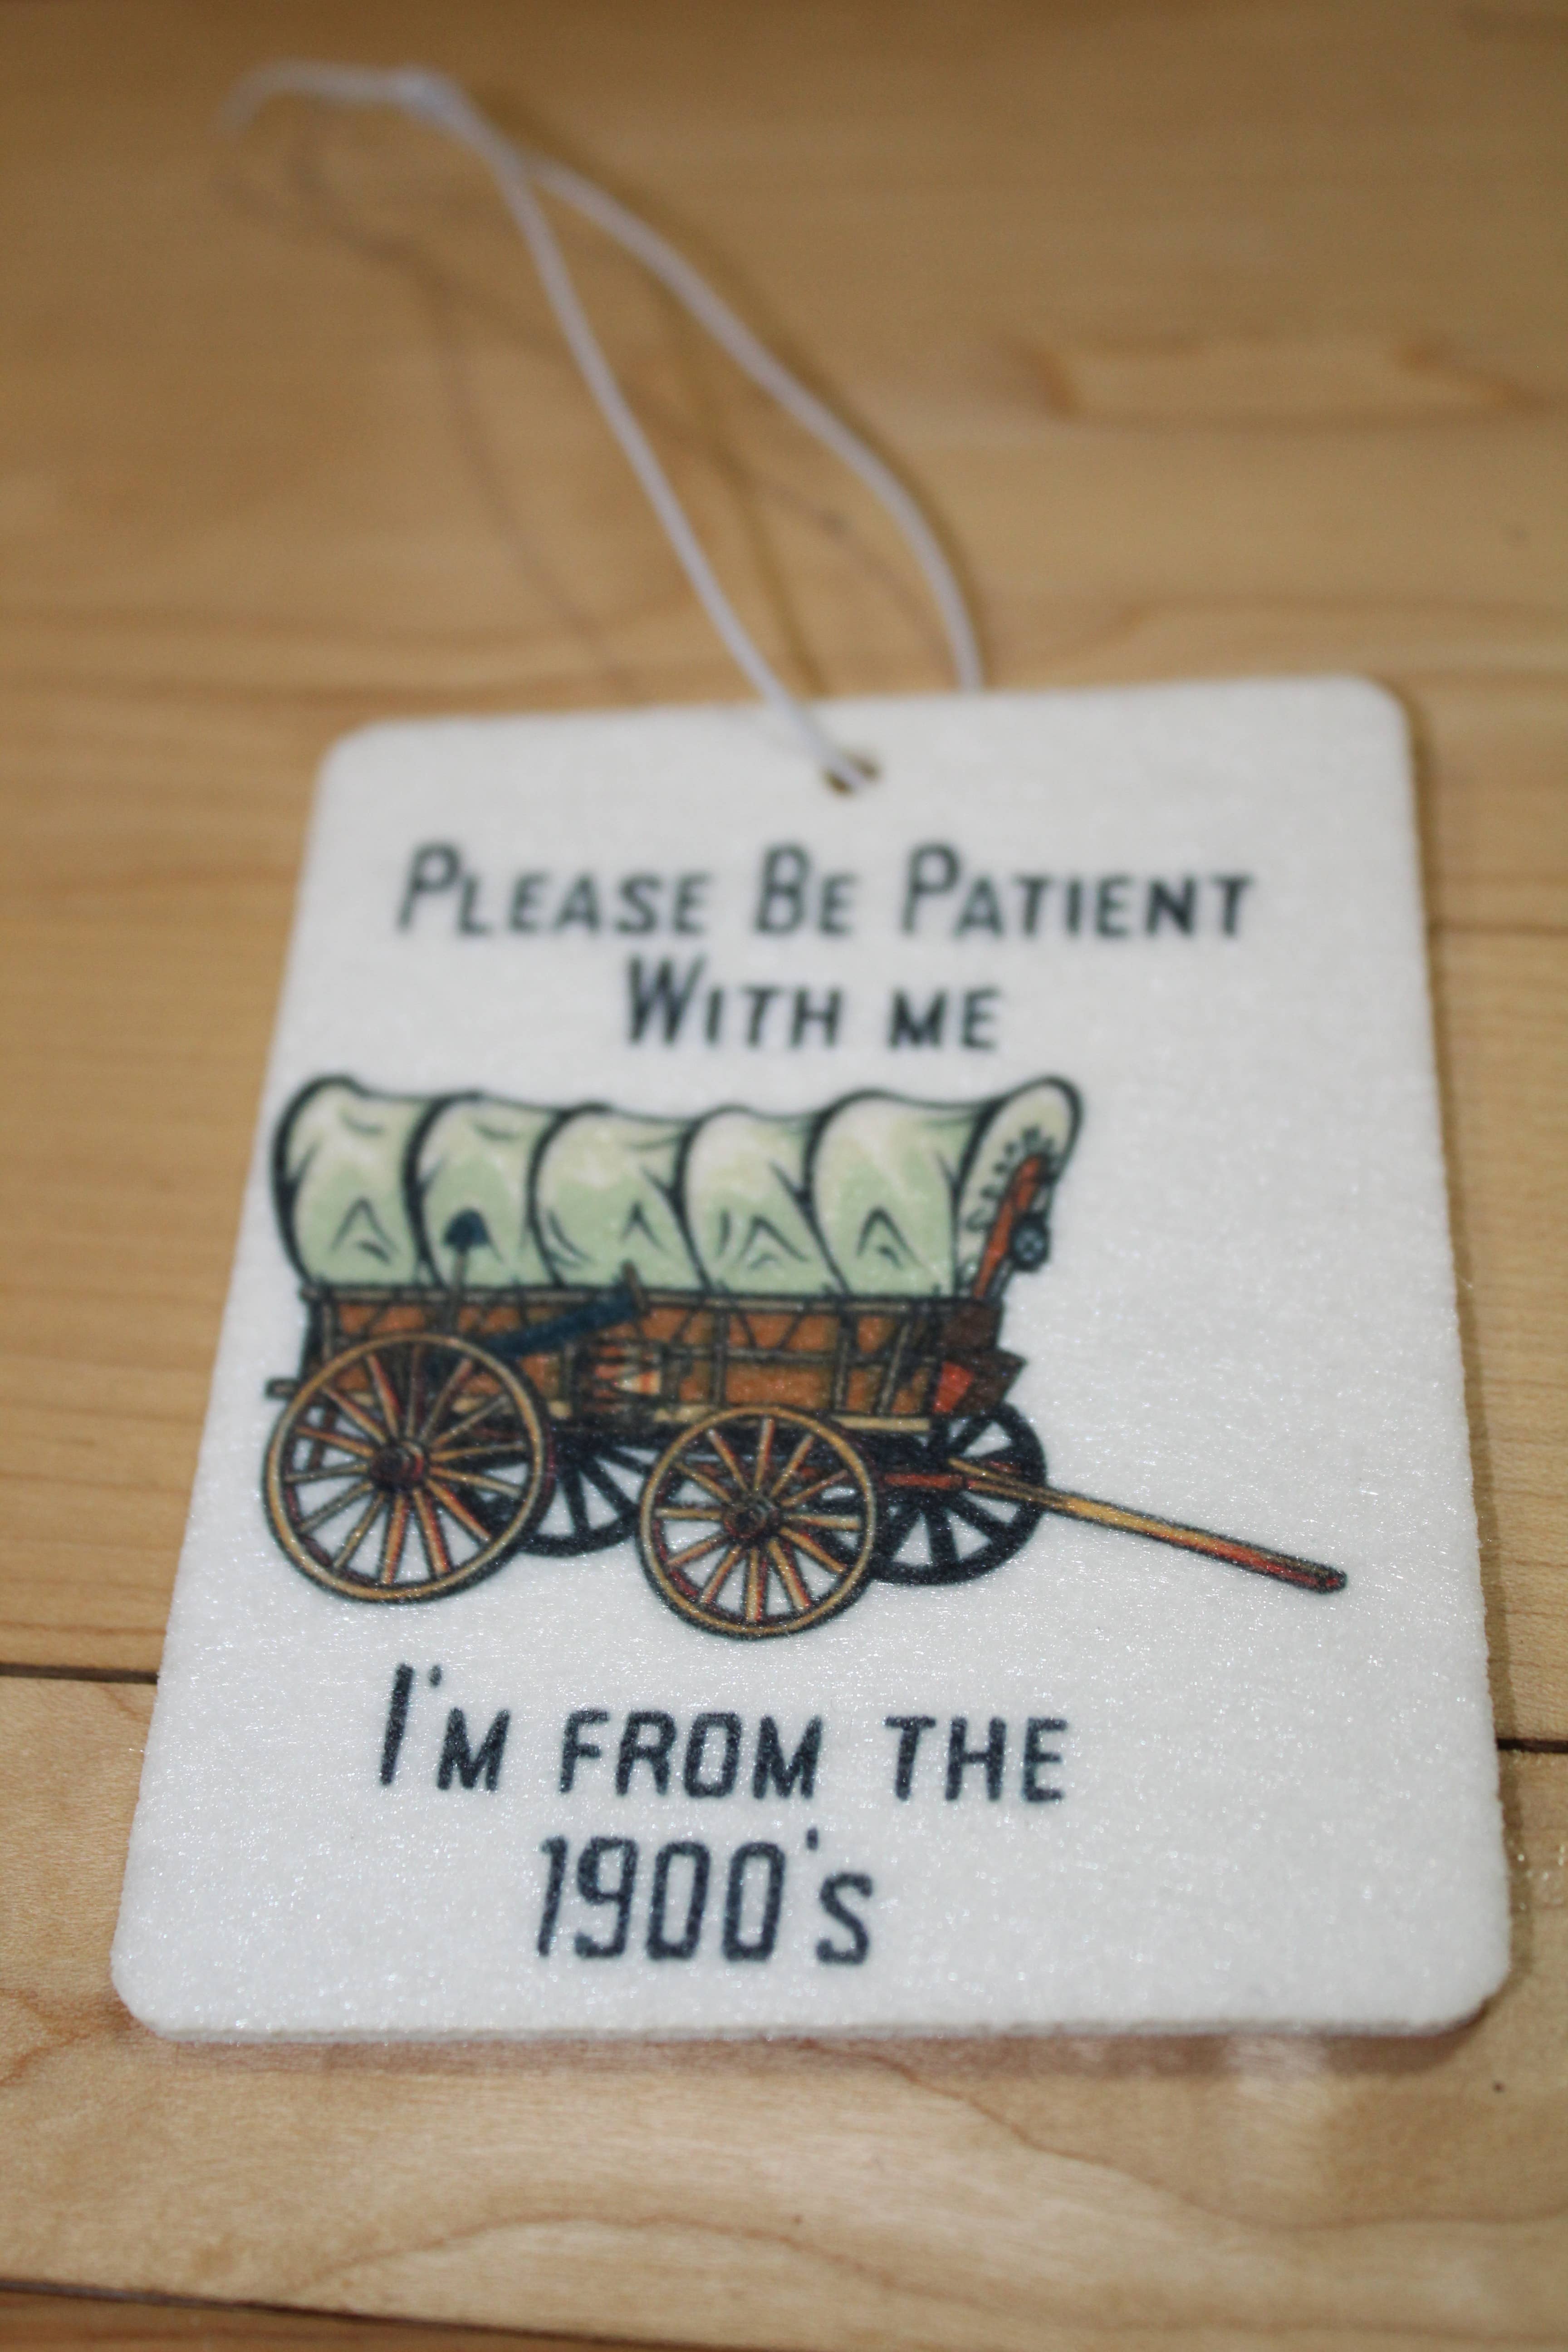 Please Be Patient
With me
I'm from the
1900's